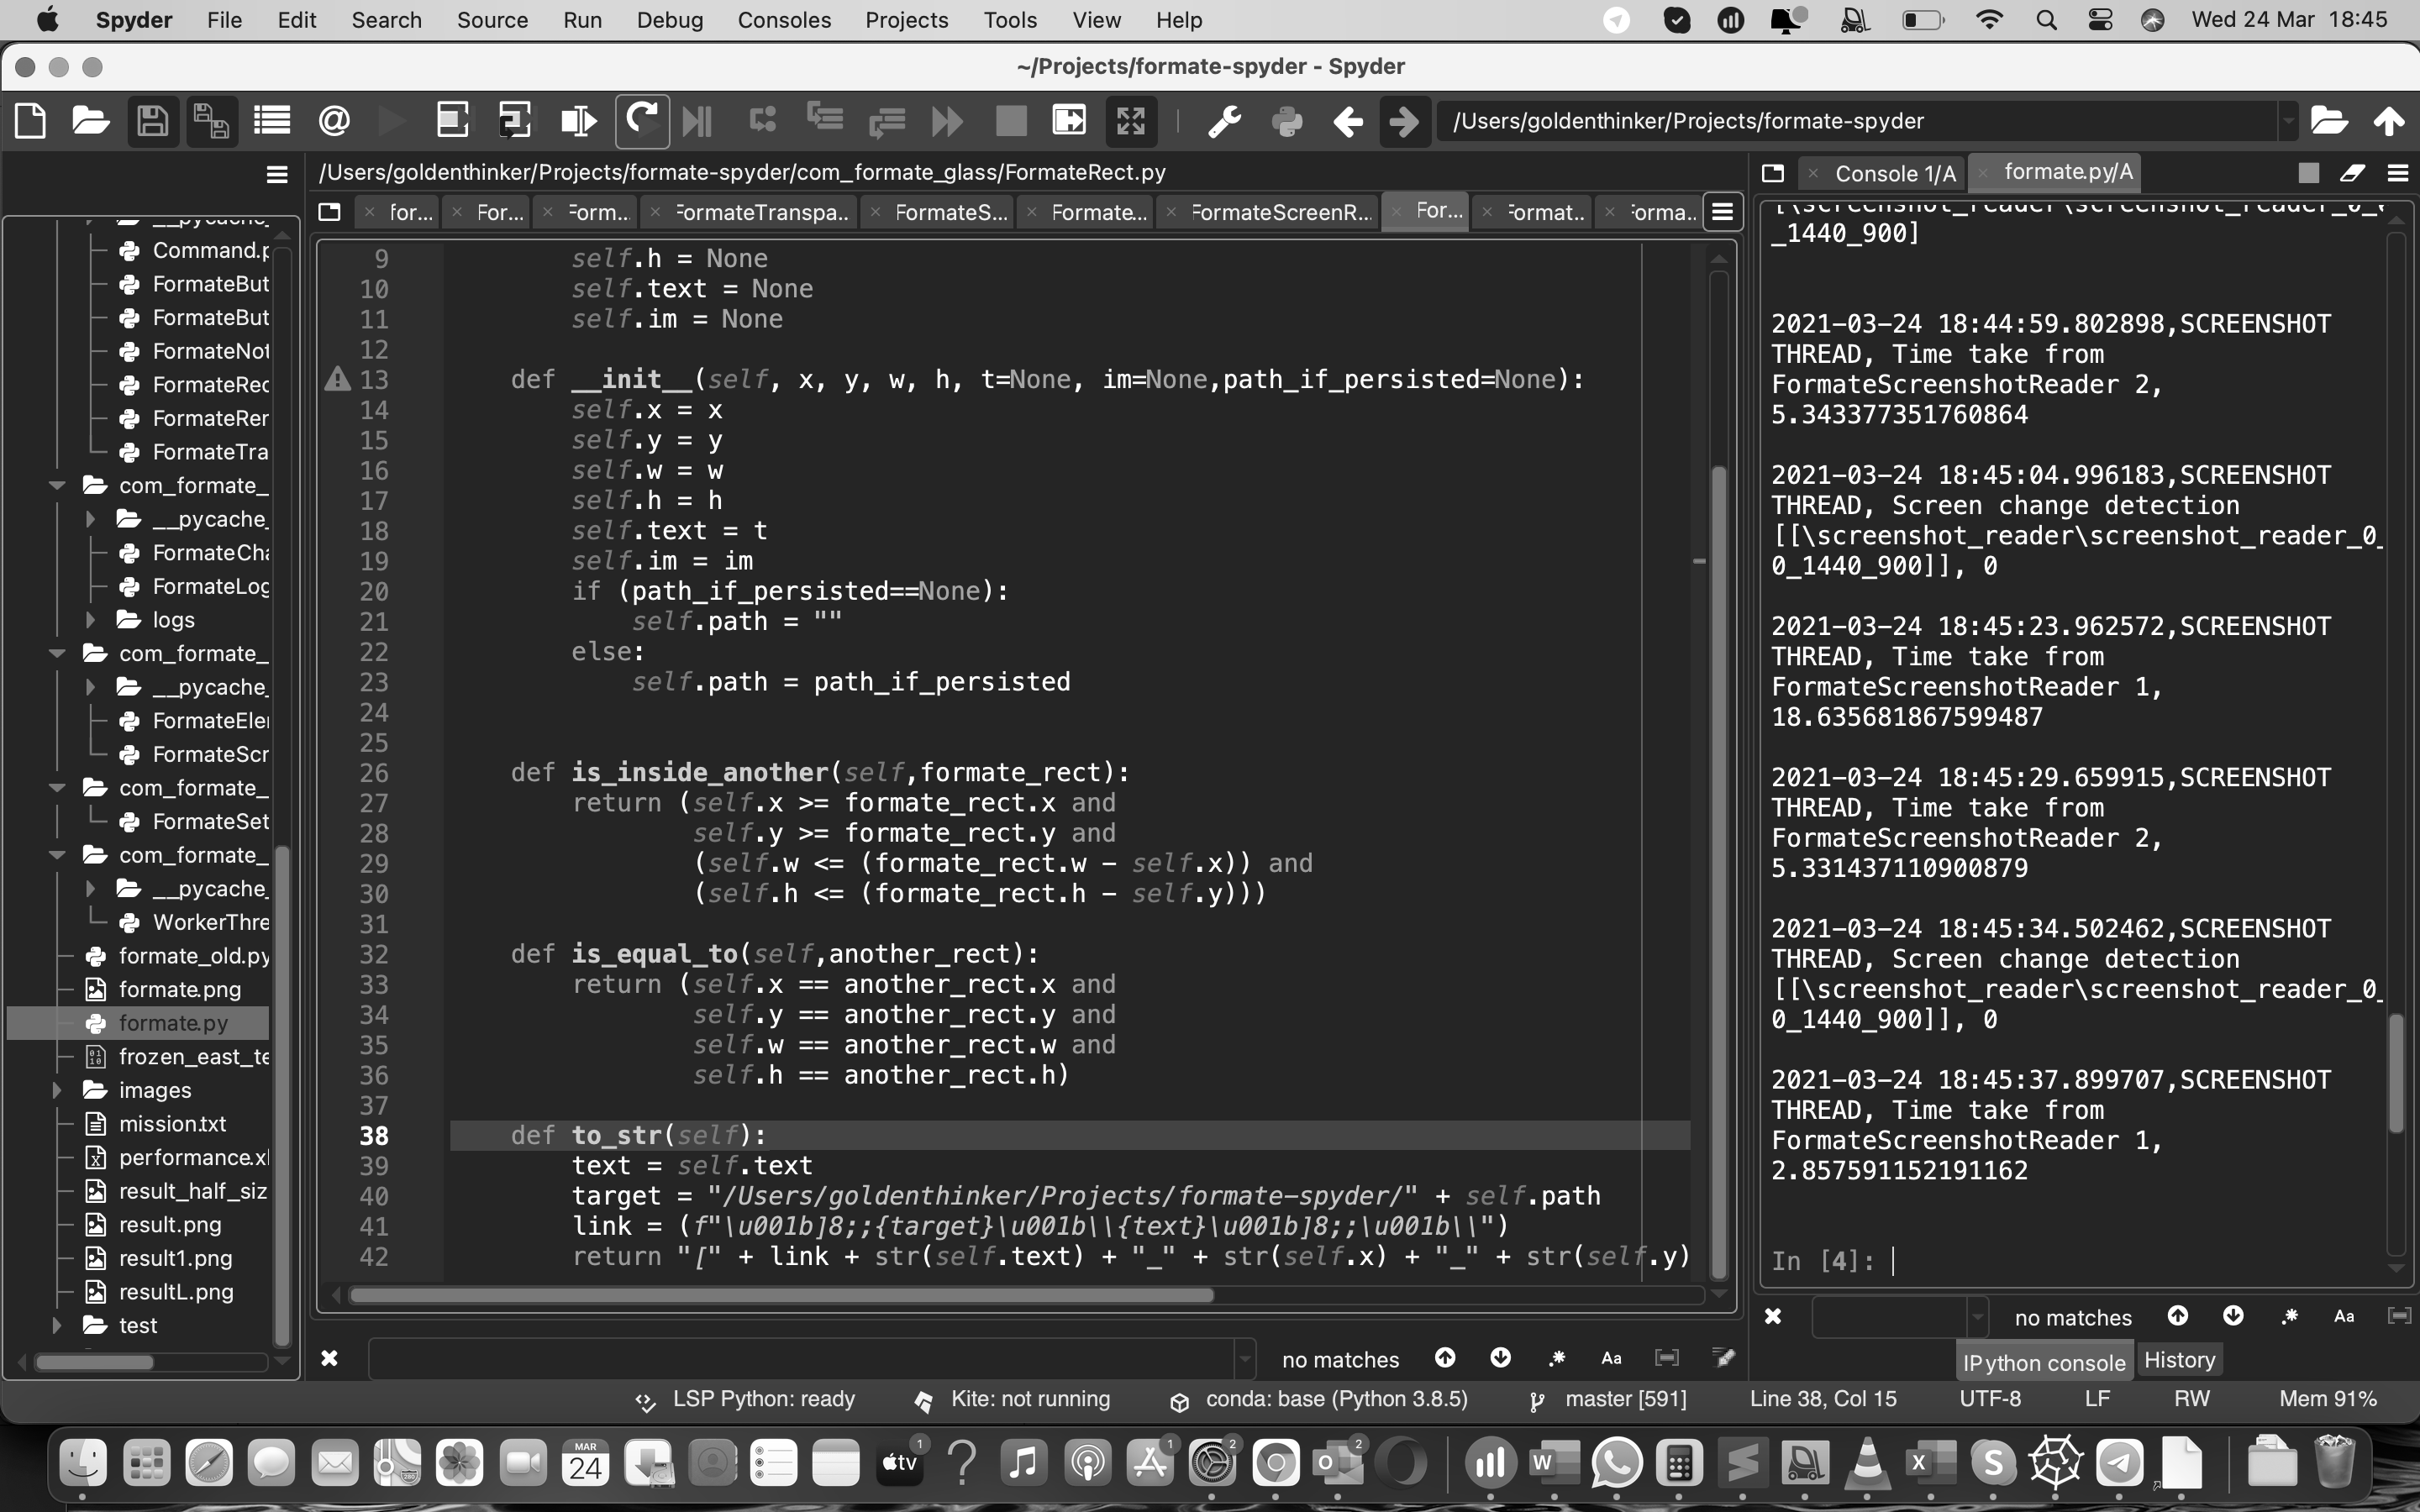 Spyder File Edit Search Source Run Debug Consoles Projects Tools View Help Wed 24 Mar 18:45
~/Projects/formate-spyder - Spyder
/Users/goldenthinker/Projects/formate-spyder
Command.p
FormateBut
FormateBut
FormateNot
FormateRec
FormateRer
FormateTra
com_formate_
__pycache_
FormateCha
FormateLog
logs
com_formate_
__pycache_
FormateEler
FormateScr
com_formate_
FormateSet
com_formate_
__pycache_
WorkerThre
formate_old.py
formate.png
formate.py
frozen_east_te
images
mission.txt
performance.xl
result_half_siz
result.png
result1.png
resultL.png
test
/Users/goldenthinker/Projects/formate-spyder/com_formate_glass/FormateRect.py
for... For... Form... FormateTranspa... FormateS... Formate... FormateScreenR... For... Format.. Forma..
9 self.h = None
10 self.text = None
11 self.im = None
12
13 def __init__(self, x, y, w, h, t=None, im=None,path_if_persisted=None):
14 self.x = x
15 self.y = y
16 self.w = w
17 self.h = h
18 self.text = t
19 self.im = im
20 if (path_if_persisted==None):
21 self.path = ""
22 else:
23 self.path = path_if_persisted
24
25
26 def is_inside_another(self,formate_rect):
27 return (self.x >= formate_rect.x and
28 self.y >= formate_rect.y and
29 (self.w <= (formate_rect.w - self.x)) and
30 (self.h <= (formate_rect.h - self.y)))
31
32 def is_equal_to(self,another_rect):
33 return (self.x == another_rect.x and
34 self.y == another_rect.y and
35 self.w == another_rect.w and
36 self.h == another_rect.h)
37
38 def to_str(self):
39 text = self.text
40 target = "/Users/goldenthinker/Projects/formate-spyder/" + self.path
41 link = (f"\u001b]8;;{target}\u001b\\{text}\u001b]8;;\u001b\\")
42 return "[" + link + str(self.text) + "_" + str(self.x) + "_" + str(self.y)
no matches Aa
Console 1/A formate.py/A
_1440_900]
2021-03-24 18:44:59.802898,SCREENSHOT
THREAD, Time take from
FormateScreenshotReader 2,
5.343377351760864
2021-03-24 18:45:04.996183,SCREENSHOT
THREAD, Screen change detection
[[\screenshot_reader\screenshot_reader_0_
0_1440_900]], 0
2021-03-24 18:45:23.962572,SCREENSHOT
THREAD, Time take from
FormateScreenshotReader 1,
18.635681867599487
2021-03-24 18:45:29.659915,SCREENSHOT
THREAD, Time take from
FormateScreenshotReader 2,
5.331437110900879
2021-03-24 18:45:34.502462,SCREENSHOT
THREAD, Screen change detection
[[\screenshot_reader\screenshot_reader_0_
0_1440_900]], 0
2021-03-24 18:45:37.899707,SCREENSHOT
THREAD, Time take from
FormateScreenshotReader 1,
2.857591152191162
In [4]:
no matches Aa
IPython console History
LSP Python: ready Kite: not running conda: base (Python 3.8.5) master [591] Line 38, Col 15 UTF-8 LF RW Mem 91%
MAR
24
tv
1
1
2
2